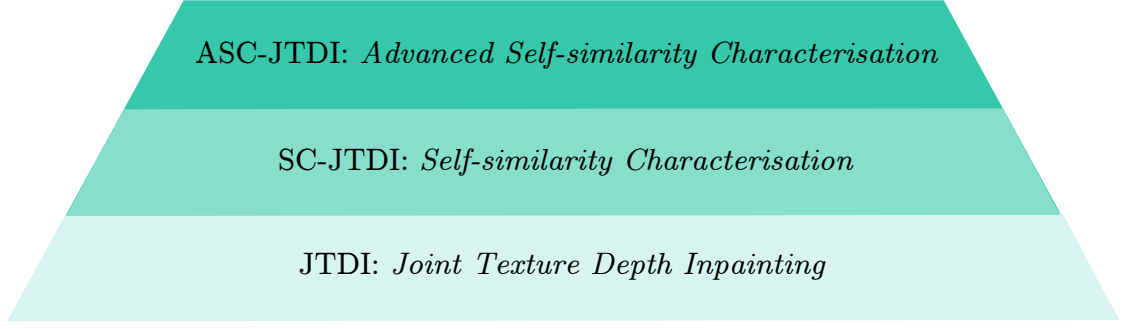 ASC-JTDI: Advanced Self-similarity Characterisation
SC-JTDI: Self-similarity Characterisation
JTDI: Joint Texture Depth Inpainting